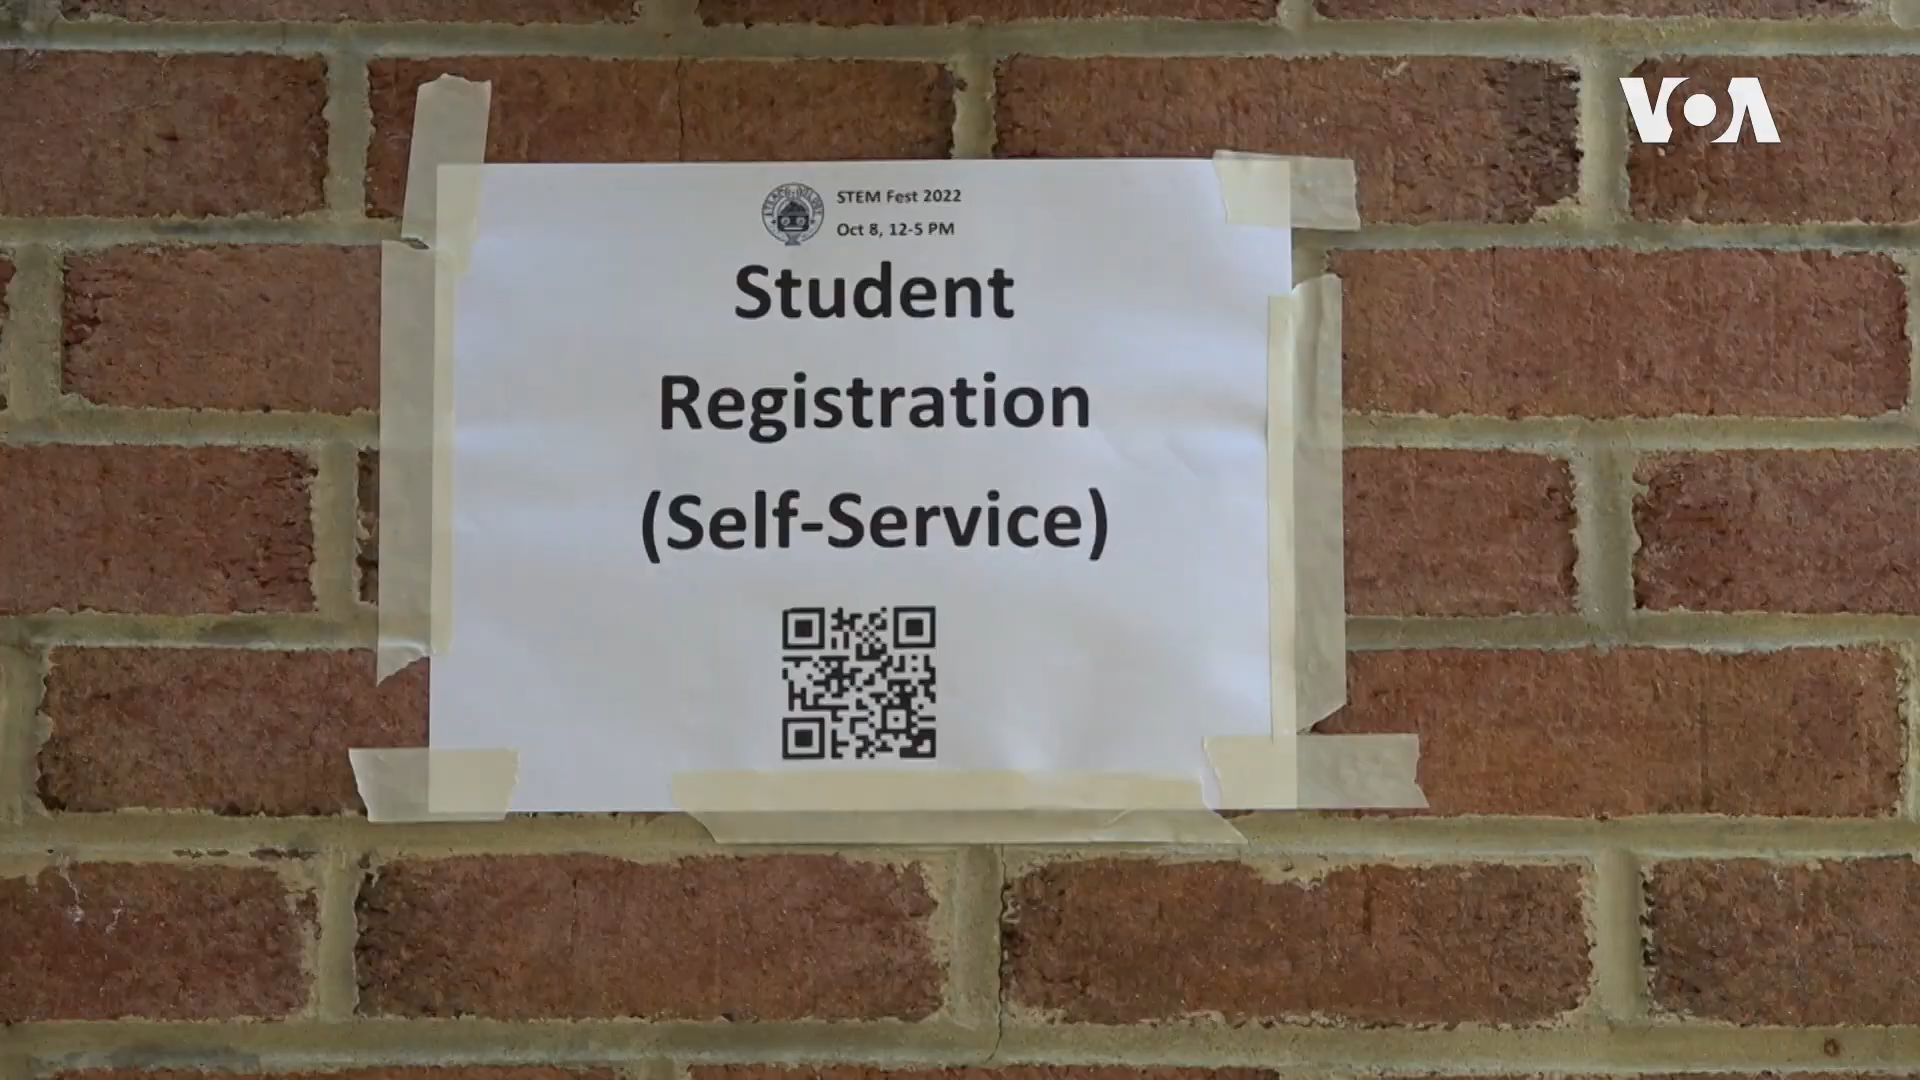 VOA
STEM Fest 2022
Oct 8, 12-5 PM
Student
Registration
(Self-Service)